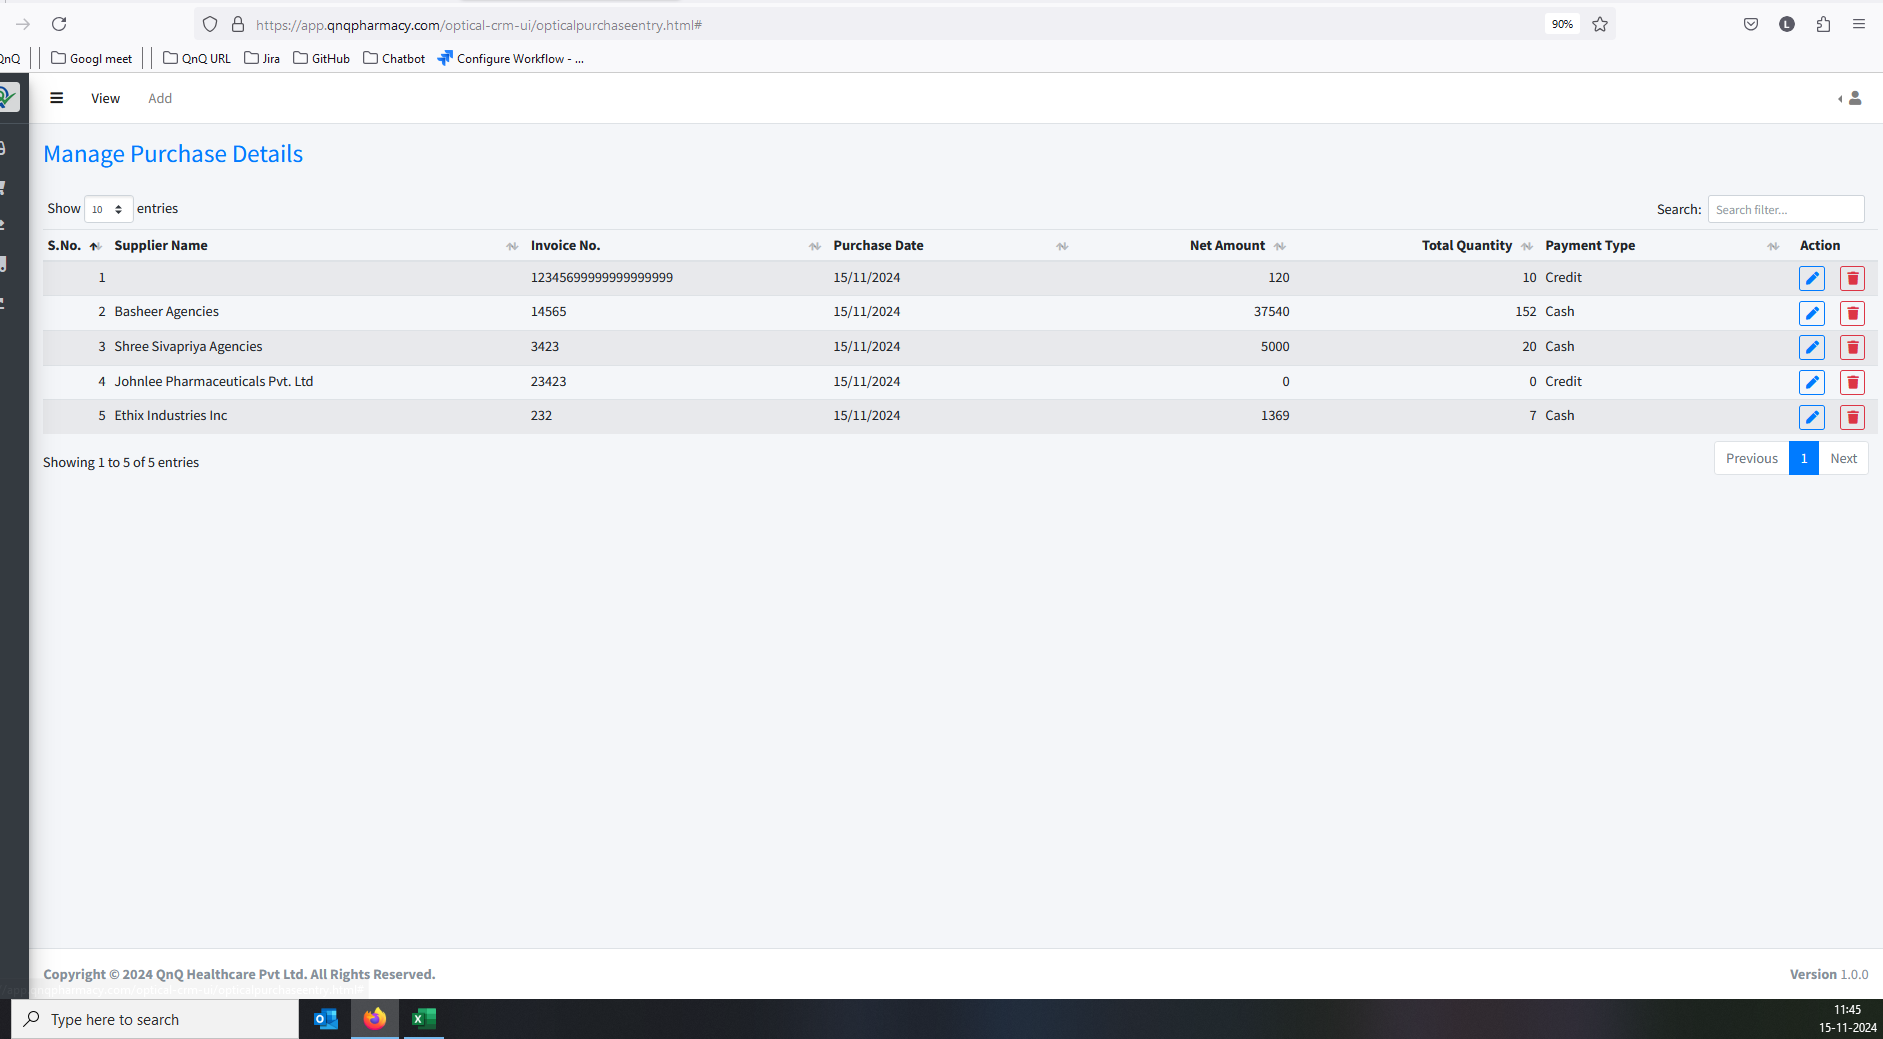 https://app.qnqpharmacy.com/optical-crm-ui/opticalpurchaseentry.html# 90% L
QnQ Googl meet QnQ URL Jira GitHub Chatbot Configure Workflow - ...
View Add
Manage Purchase Details
Show 10 entries Search: Search filter...
S.No. Supplier Name Invoice No. Purchase Date Net Amount Total Quantity Payment Type Action
1 12345699999999999999 15/11/2024 120 10 Credit
2 Basheer Agencies 14565 15/11/2024 37540 152 Cash
3 Shree Sivapriya Agencies 3423 15/11/2024 5000 20 Cash
4 Johnlee Pharmaceuticals Pvt. Ltd 23423 15/11/2024 0 0 Credit
5 Ethix Industries Inc 232 15/11/2024 1369 7 Cash
Showing 1 to 5 of 5 entries Previous 1 Next
Copyright © 2024 QnQ Healthcare Pvt Ltd. All Rights Reserved. Version 1.0.0
Type here to search 11:45
15-11-2024